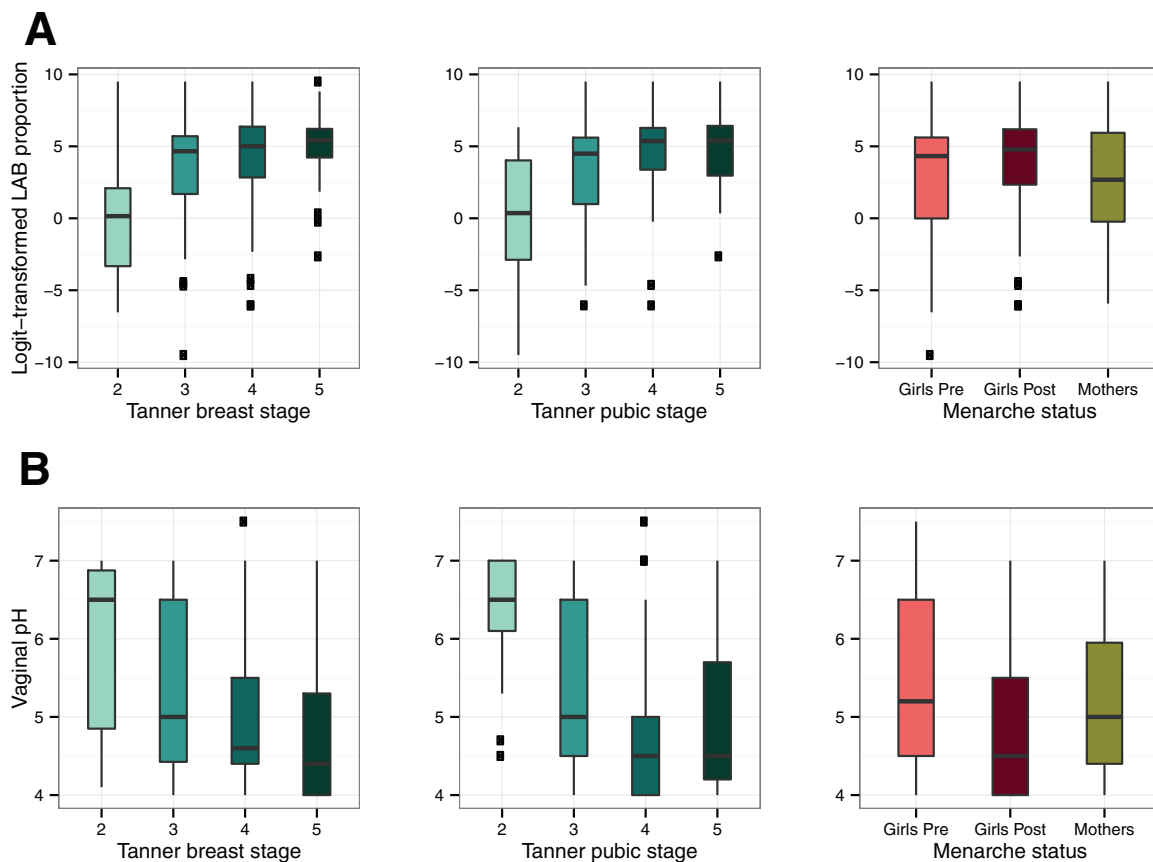 A
Logit−transformed LAB proportion
10
5
0
−5
−10
2 3 4 5
Tanner breast stage
10
5
0
−5
−10
2 3 4 5
Tanner pubic stage
10
5
0
−5
−10
Girls Pre Girls Post Mothers
Menarche status
B
Vaginal pH
7
6
5
4
2 3 4 5
Tanner breast stage
7
6
5
4
2 3 4 5
Tanner pubic stage
7
6
5
4
Girls Pre Girls Post Mothers
Menarche status